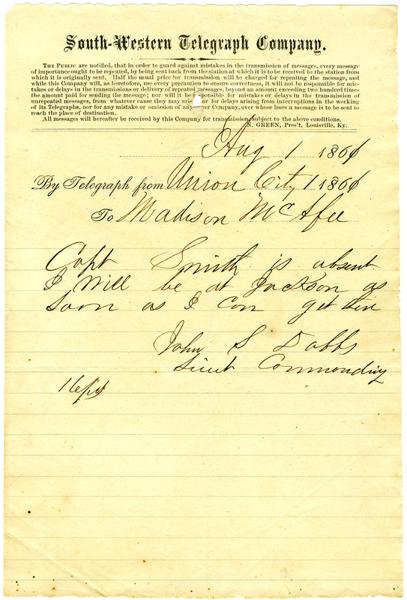 South-Western Telegraph Company.
THE PUBLIC are notified, that in order to guard against mistakes in the transmission of messages, every message
of importance ought to be repeated, by being sent back from the station at which it is to be received to the station from
which it is originally sent. Half the usual price for transmission will be charged for repeating the message, and
while this Company will, as heretofore, use every precaution to ensure correctness, it will not be responsible for mis-
takes or delays in the transmissions or delivery of repeated messages, beyond an amount exceeding two hundred times
the amount paid for sending the message; nor will it be responsible for mistakes or delays in the transmission of
unrepeated messages, from whatever cause they may arise nor for delays arising from interruptions in the working
of its Telegraphs, nor for any mistake or omission of any other Company, over whose lines a message is to be sent to
reach the place of destination.
All messages will hereafter be received by this Company for transmission subject to the above conditions.
N. GREEN, Pres't, Louisville, Ky.
Aug 1 1861
By Telegraph from Union City 1 1861
To Madison McAfee
Capt Smith is absent
I will be at Jackson as
soon as I can get their
John S Dabbs
Lieut Commanding
16